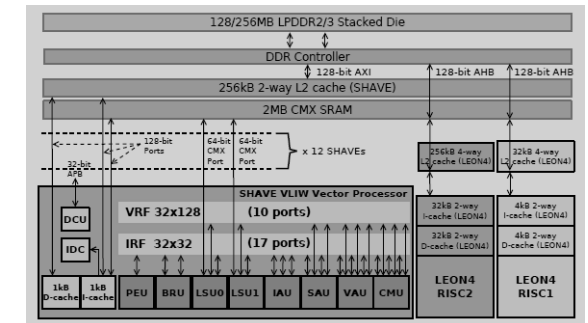 128/256MB LPDDR2/3 Stacked Die
DDR Controller
128-bit AXI
128-bit AHB
128-bit AHB
256kB 2-way L2 cache (SHAVE)
2MB CMX SRAM
32-bit
APB
128-bit
Ports
64-bit
CMX
Port
64-bit
CMX
Port
x 12 SHAVEs
256kB 4-way
L2 cache (LEON4)
32kB 4-way
L2 cache (LEON4)
SHAVE VLIW Vector Processor
DCU
VRF 32x128 (10 ports)
IDC
IRF 32x32 (17 ports)
32kB 2-way
I-cache (LEON4)
4kB 2-way
I-cache (LEON4)
32kB 2-way
D-cache (LEON4)
4kB 2-way
D-cache (LEON4)
1kB
D-cache
1kB
I-cache
PEU
BRU
LSU0
LSU1
IAU
SAU
VAU
CMU
LEON4
RISC2
LEON4
RISC1